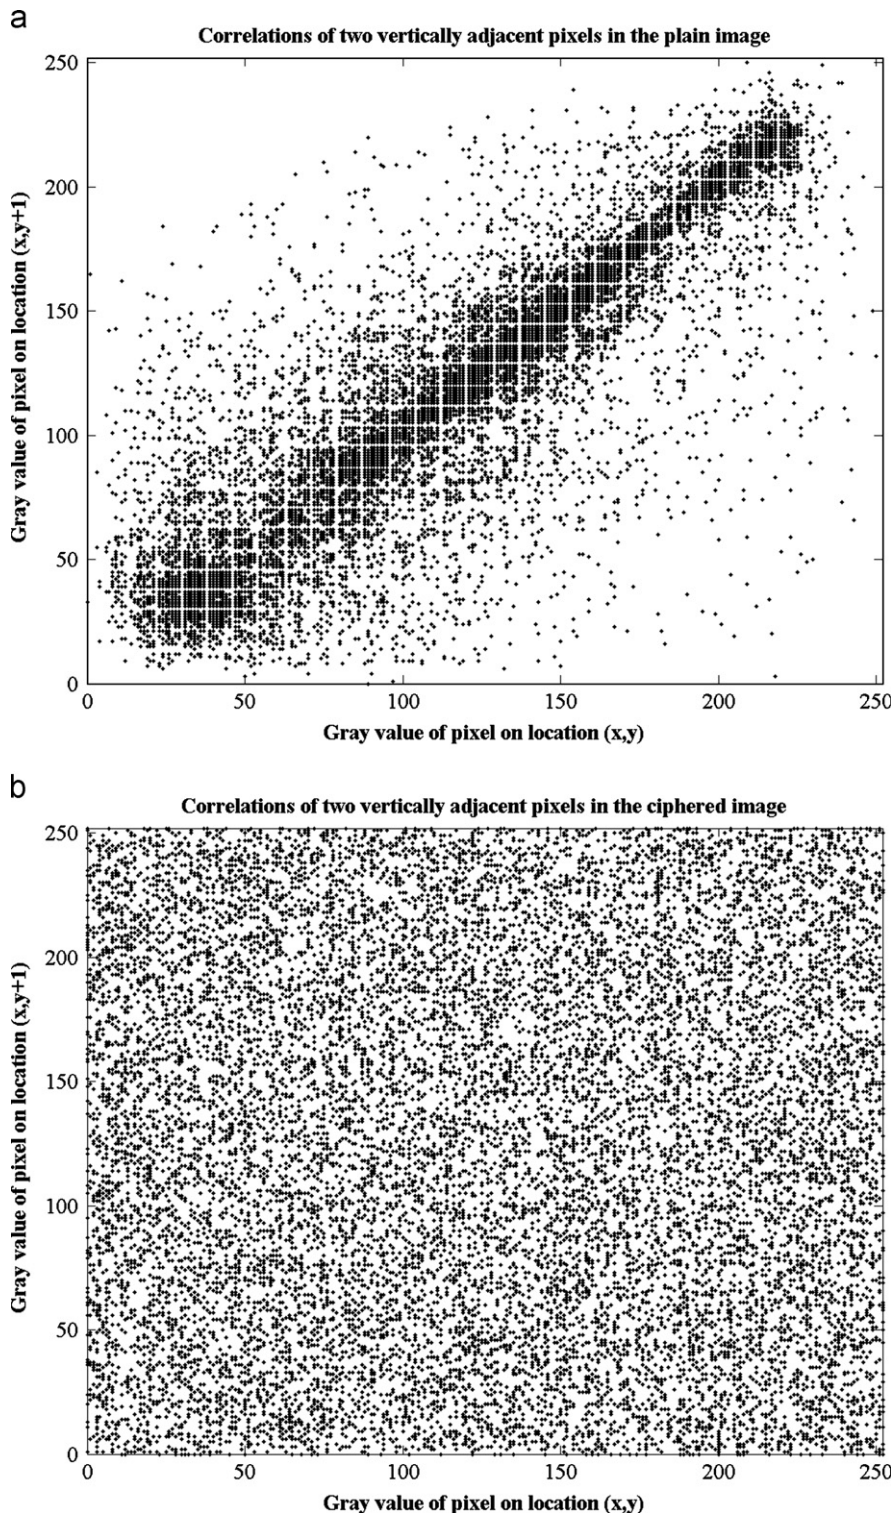 a
Correlations of two vertically adjacent pixels in the plain image
250
200
150
100
50
0
Gray value of pixel on location (x,y+1)
0 50 100 150 200 250
Gray value of pixel on location (x,y)
b
Correlations of two vertically adjacent pixels in the ciphered image
250
200
150
100
50
0
Gray value of pixel on location (x,y+1)
0 50 100 150 200 250
Gray value of pixel on location (x,y)